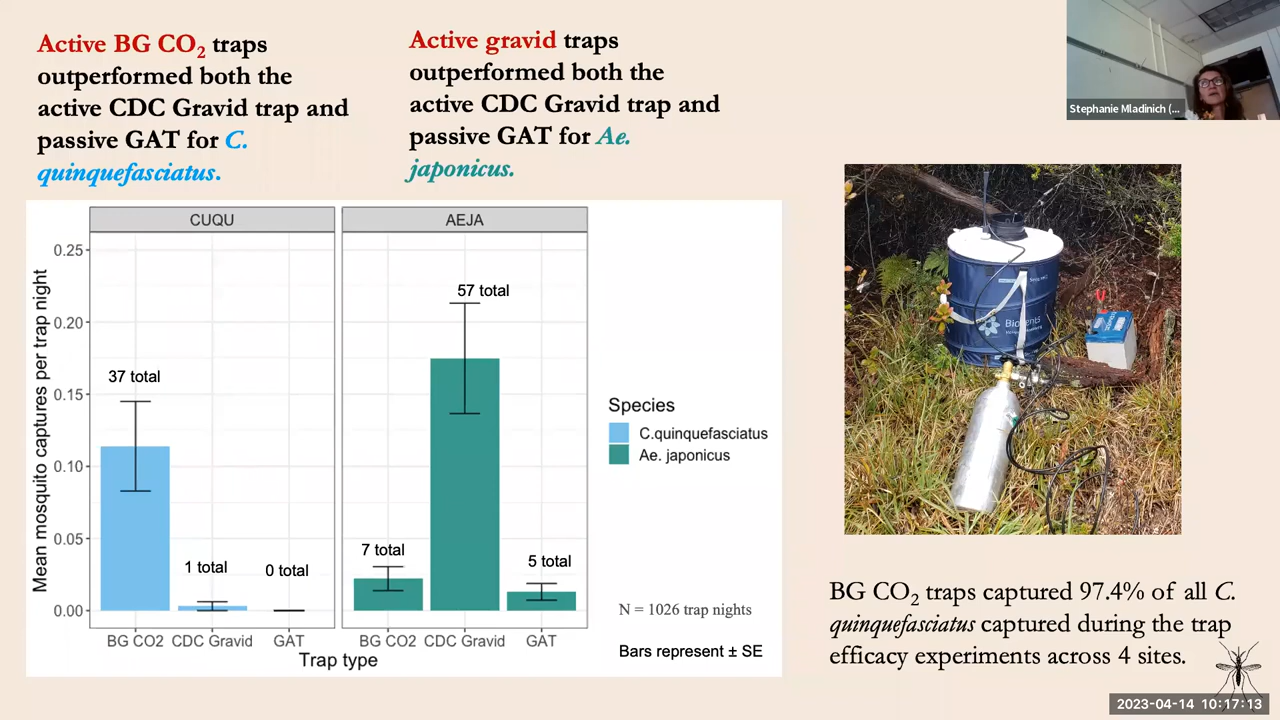 Active BG CO₂ traps
outperformed both the
active CDC Gravid trap and
passive GAT for C.
quinquefasciatus.
Active gravid traps
outperformed both the
active CDC Gravid trap and
passive GAT for Ae.
japonicus.
Stephanie Mladinich (...
CUQU
AEJA
Mean mosquito captures per trap night
0.25
0.20
0.15
0.10
0.05
0.00
37 total
1 total
0 total
57 total
7 total
5 total
BG CO2
CDC Gravid
GAT
BG CO2
CDC Gravid
GAT
Trap type
Species
C.quinquefasciatus
Ae. japonicus
N = 1026 trap nights
Bars represent ± SE
BG CO₂ traps captured 97.4% of all C.
quinquefasciatus captured during the trap
efficacy experiments across 4 sites.
2023-04-14 10:17:13